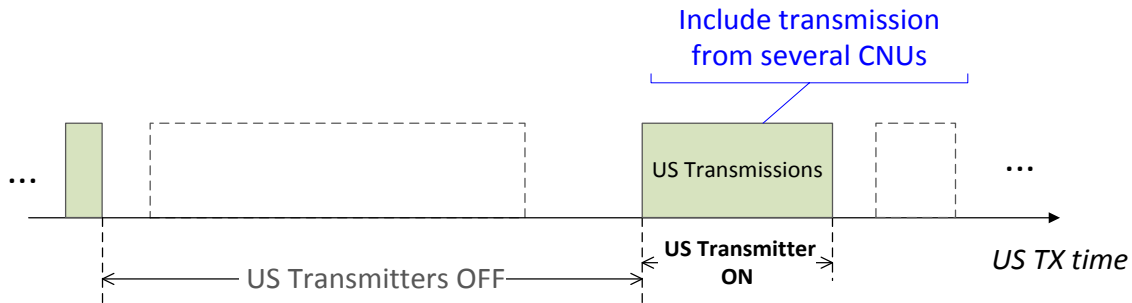 Include transmission
from several CNUs
...
US Transmissions
...
US Transmitters OFF
US Transmitter
ON
US TX time